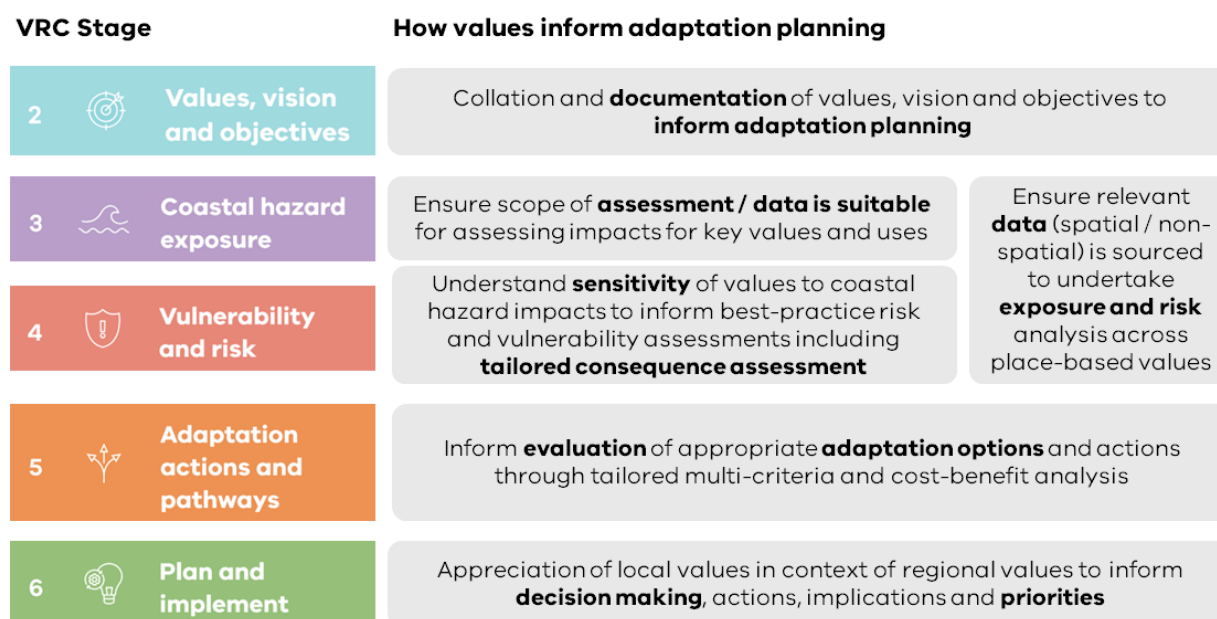 VRC Stage
How values inform adaptation planning
2
Values, vision
and objectives
Collation and documentation of values, vision and objectives to
inform adaptation planning
3
Coastal hazard
exposure
Ensure scope of assessment / data is suitable
for assessing impacts for key values and uses
4
Vulnerability
and risk
Understand sensitivity of values to coastal
hazard impacts to inform best-practice risk
and vulnerability assessments including
tailored consequence assessment
Ensure relevant
data (spatial / non-
spatial) is sourced
to undertake
exposure and risk
analysis across
place-based values
5
Adaptation
actions and
pathways
Inform evaluation of appropriate adaptation options and actions
through tailored multi-criteria and cost-benefit analysis
6
Plan and
implement
Appreciation of local values in context of regional values to inform
decision making, actions, implications and priorities